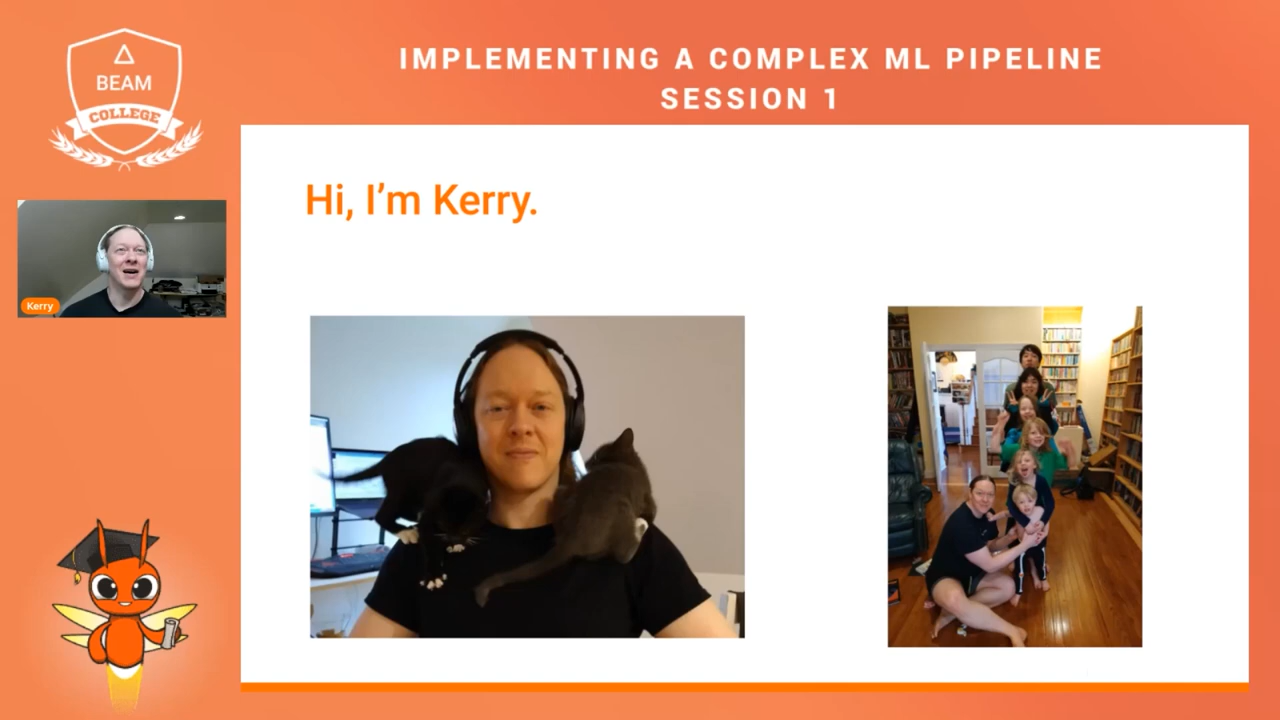 BEAM
COLLEGE
IMPLEMENTING A COMPLEX ML PIPELINE
SESSION 1
Kerry
Hi, I'm Kerry.